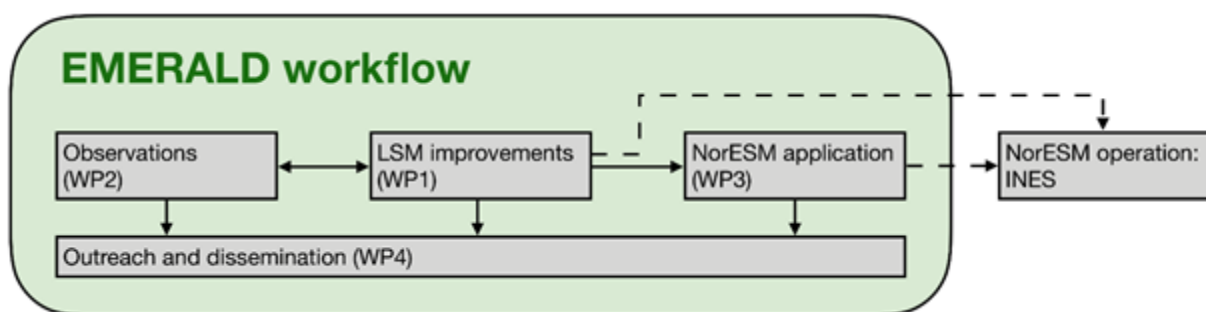 EMERALD workflow
Observations
(WP2)
LSM improvements
(WP1)
NorESM application
(WP3)
NorESM operation:
INES
Outreach and dissemination (WP4)